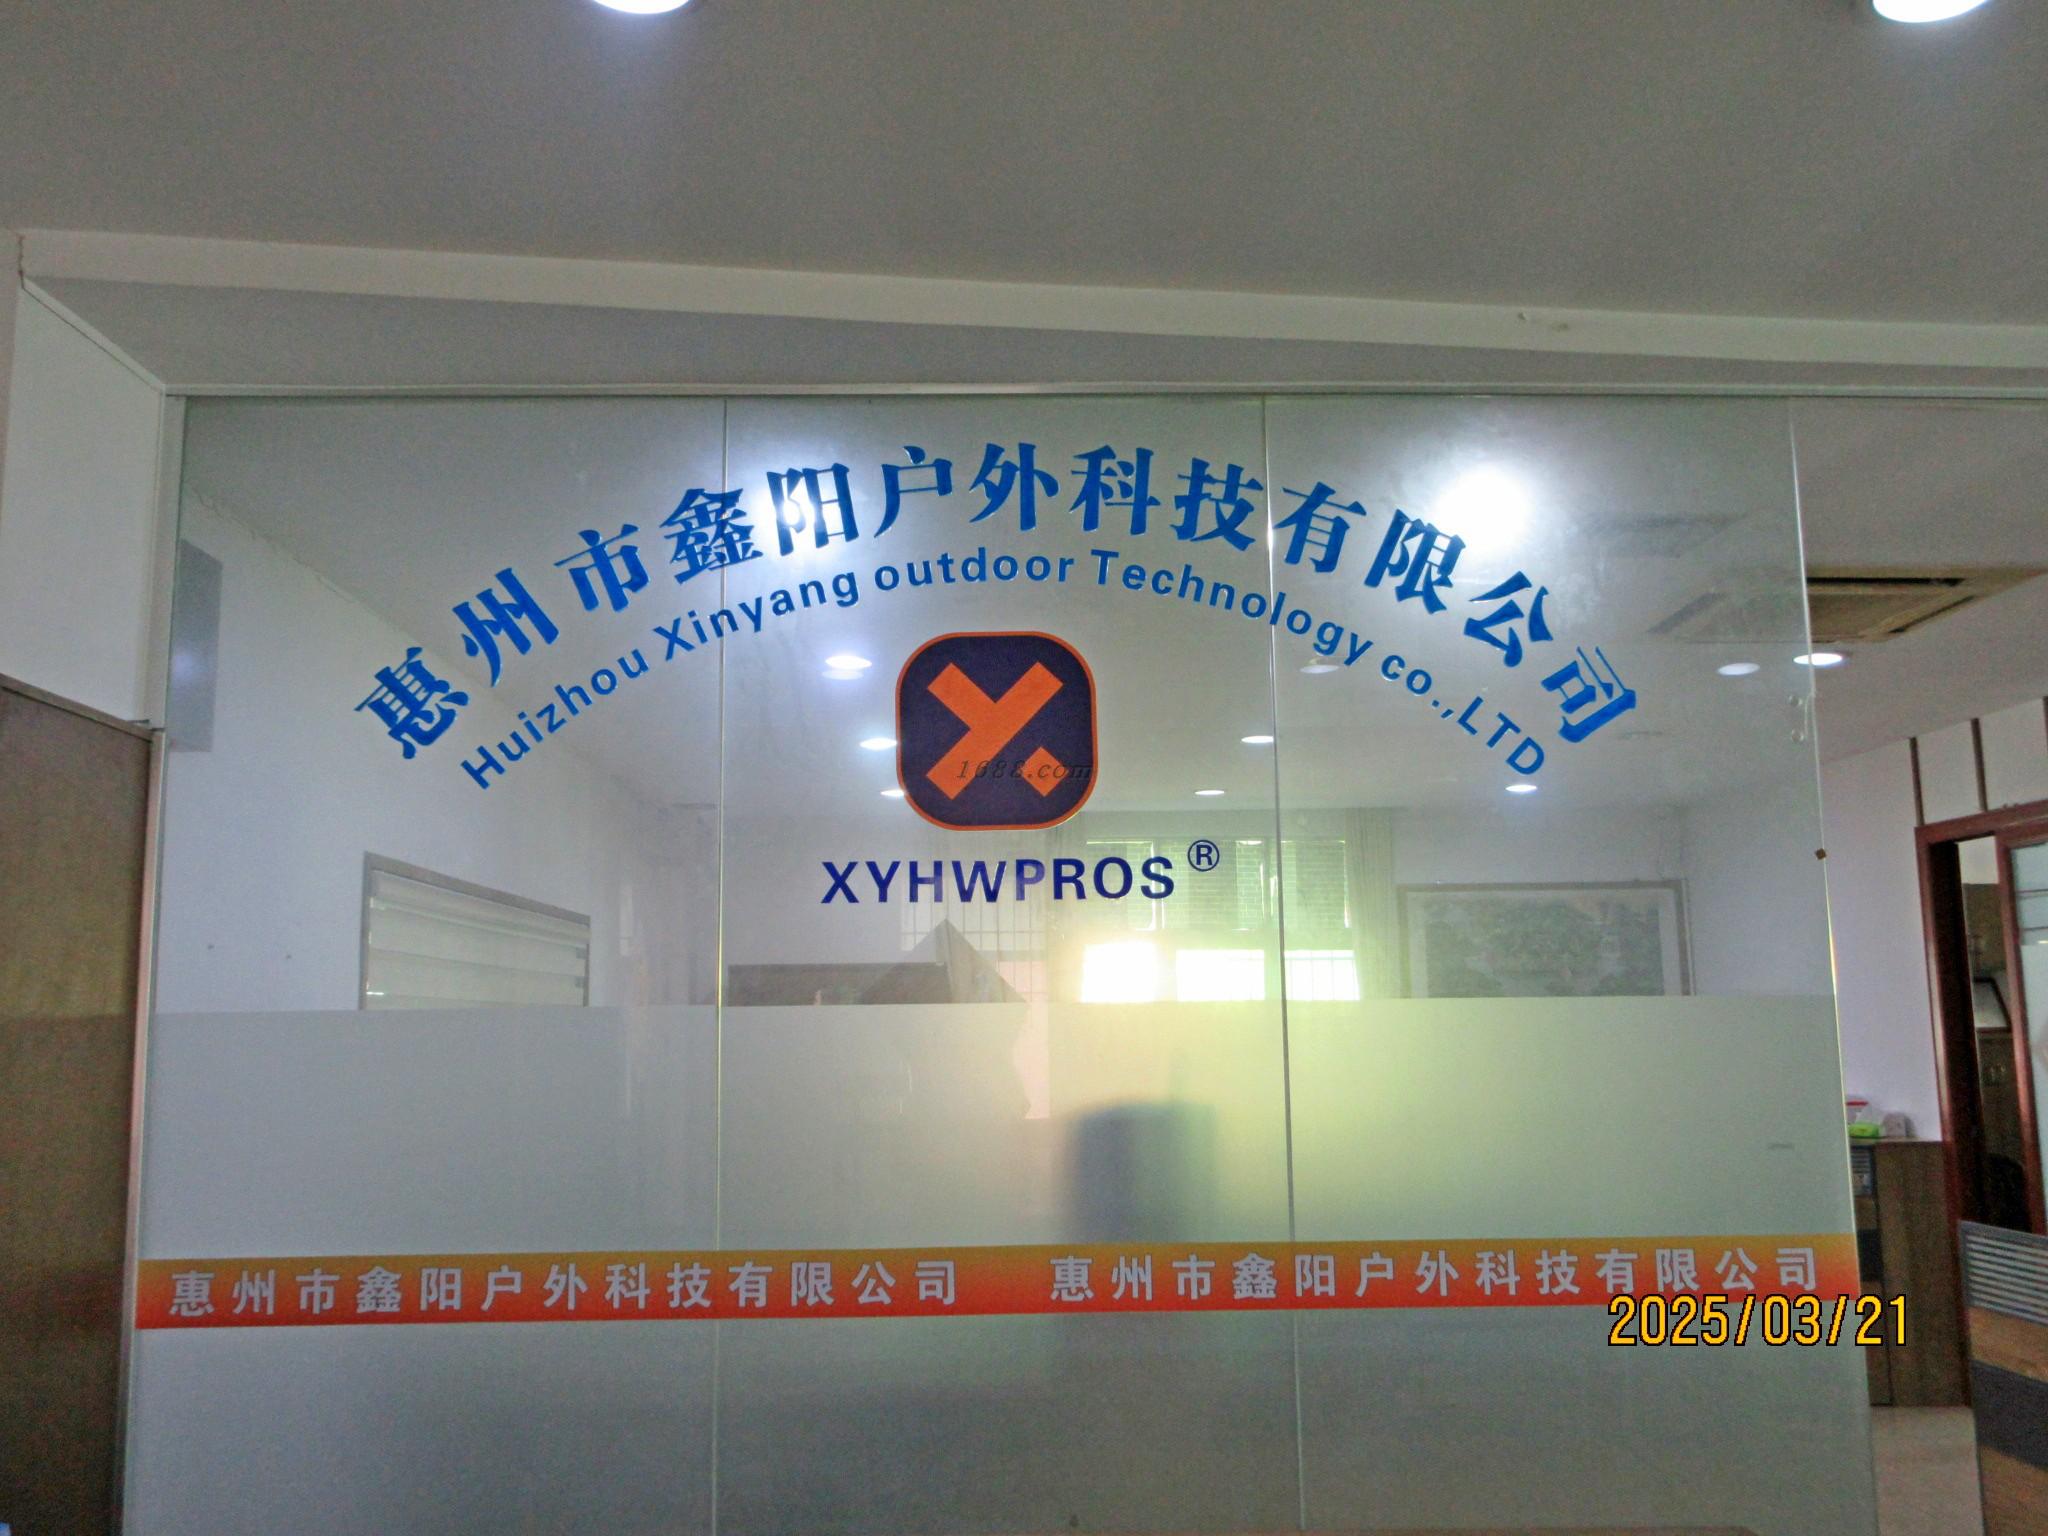 惠州市鑫阳户外科技有限公司
Huizhou Xinyang outdoor Technology co.,LTD
1688.com
XYHWPROS®
惠州市鑫阳户外科技有限公司 惠州市鑫阳户外科技有限公司
2025/03/21